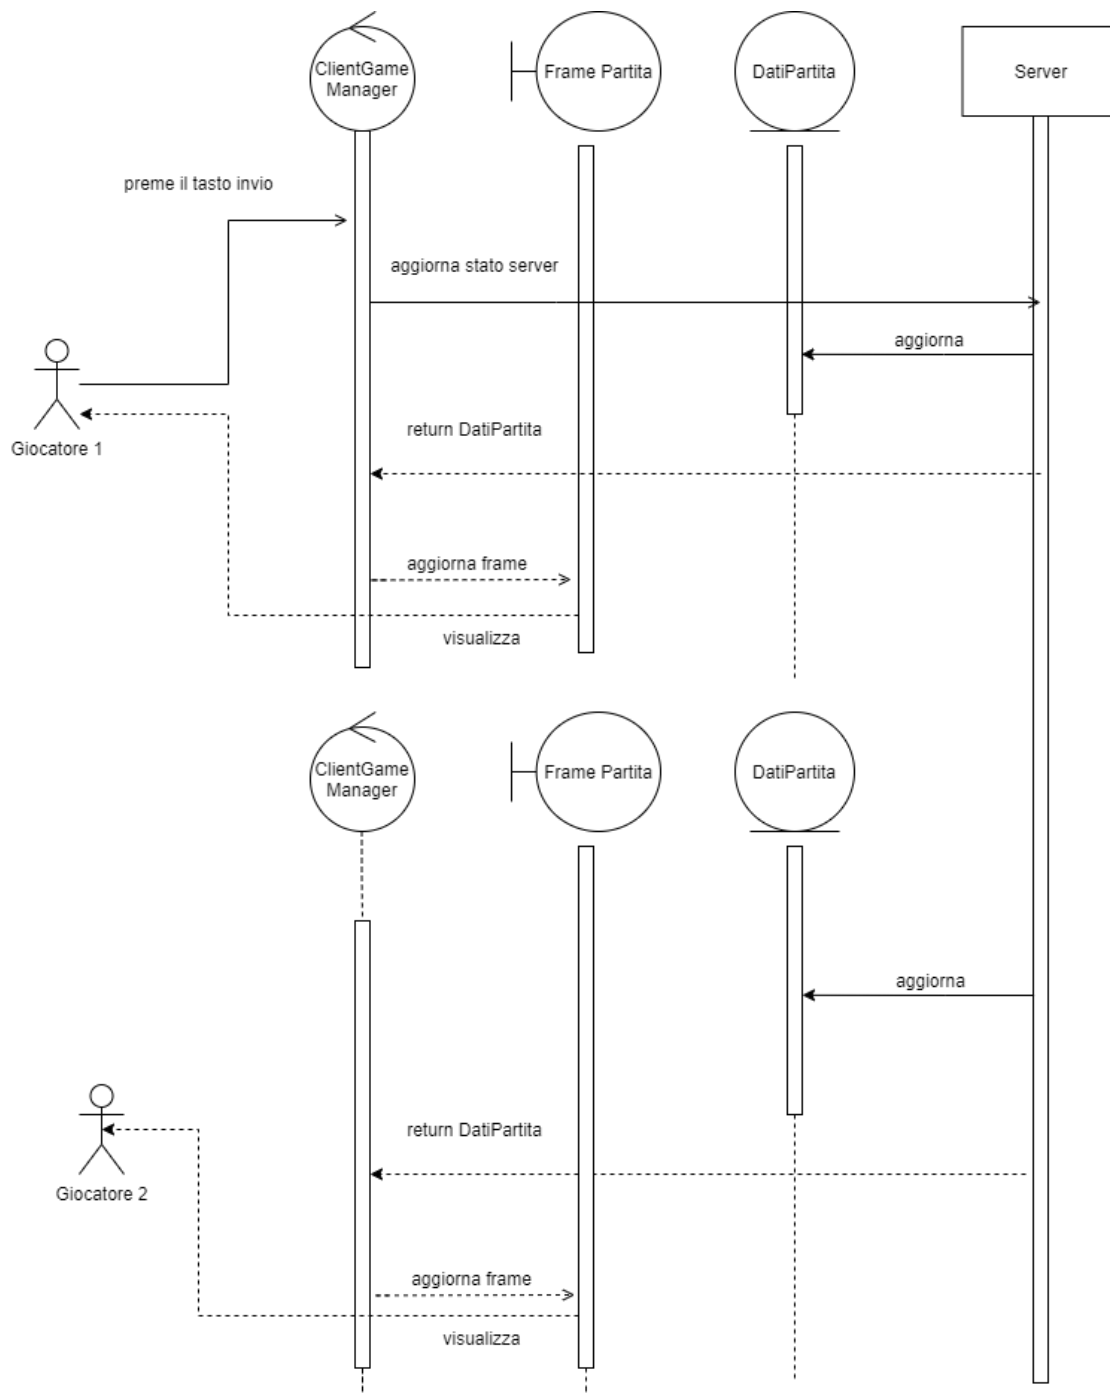 ClientGame
Manager
Frame Partita
DatiPartita
Server
preme il tasto invio
aggiorna stato server
aggiorna
return DatiPartita
Giocatore 1
aggiorna frame
visualizza
ClientGame
Manager
Frame Partita
DatiPartita
aggiorna
return DatiPartita
Giocatore 2
aggiorna frame
visualizza